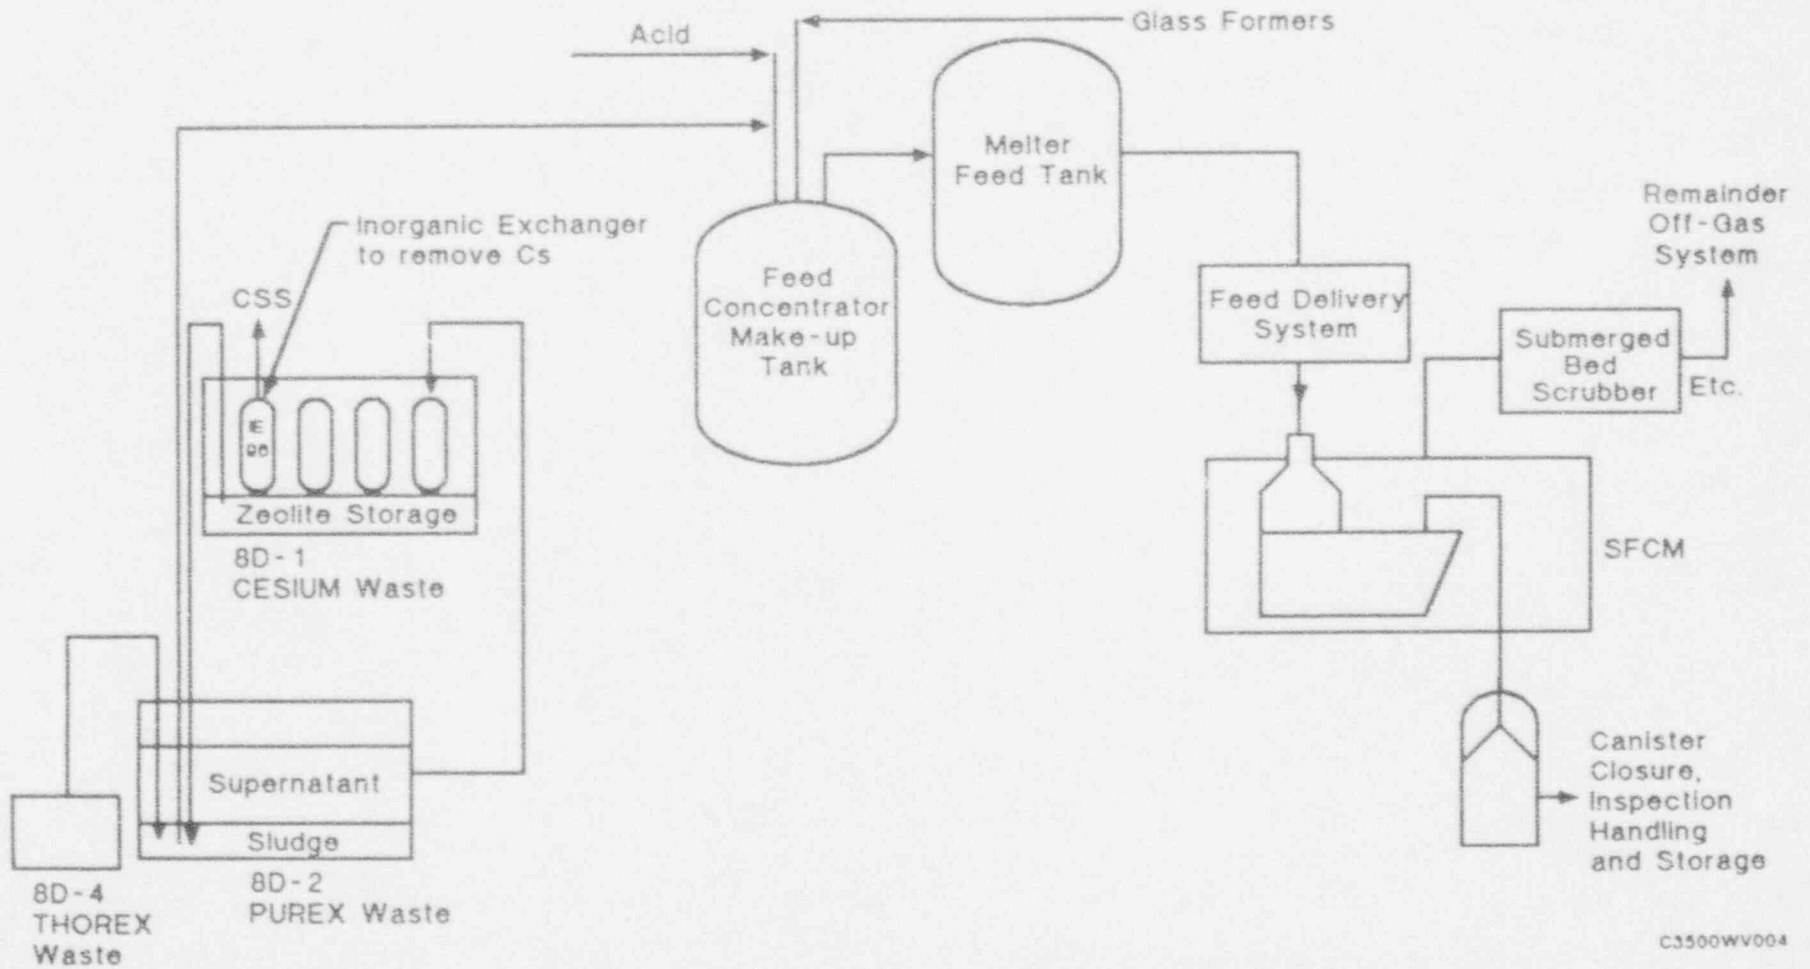 Acid
Glass Formers
Melter
Feed Tank
Inorganic Exchanger
to remove Cs
CSS
Feed
Concentrator
Make-up
Tank
Remainder
Off-Gas
System
Feed Delivery
System
Submerged
Bed
Scrubber
Etc.
Zeolite Storage
8D-1
CESIUM Waste
SFCM
Supernatant
Sludge
8D-4
THOREX
Waste
8D-2
PUREX Waste
Canister
Closure,
Inspection
Handling
and Storage
C3500WV004